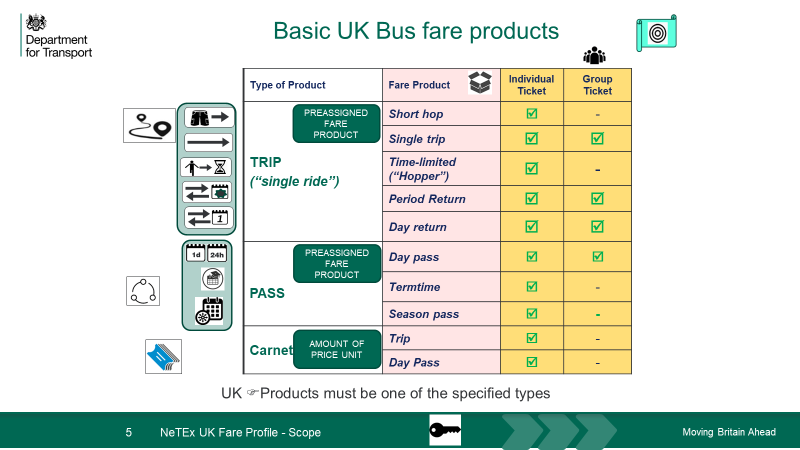 Department
for Transport
Basic UK Bus fare products
Type of Product
Fare Product
Individual
Ticket
Group
Ticket
PREASSIGNED
FARE
PRODUCT
TRIP
(“single ride”)
Short hop
-
Single trip
Time-limited
(“Hopper”)
-
Period Return
Day return
1
PREASSIGNED
FARE
PRODUCT
PASS
1d
24h
Day pass
Termtime
-
Season pass
-
Carnet
AMOUNT OF
PRICE UNIT
Trip
-
Day Pass
-
UK ☞Products must be one of the specified types
5
NeTEx UK Fare Profile - Scope
Moving Britain Ahead